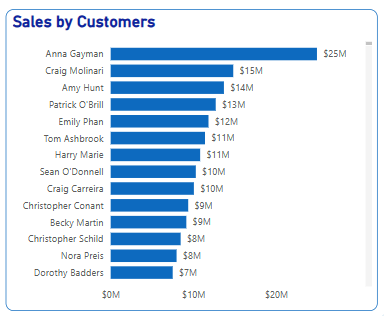 Sales by Customers
Anna Gayman $25M
Craig Molinari $15M
Amy Hunt $14M
Patrick O'Brill $13M
Emily Phan $12M
Tom Ashbrook $11M
Harry Marie $11M
Sean O'Donnell $10M
Craig Carreira $10M
Christopher Conant $9M
Becky Martin $9M
Christopher Schild $8M
Nora Preis $8M
Dorothy Badders $7M
$0M $10M $20M